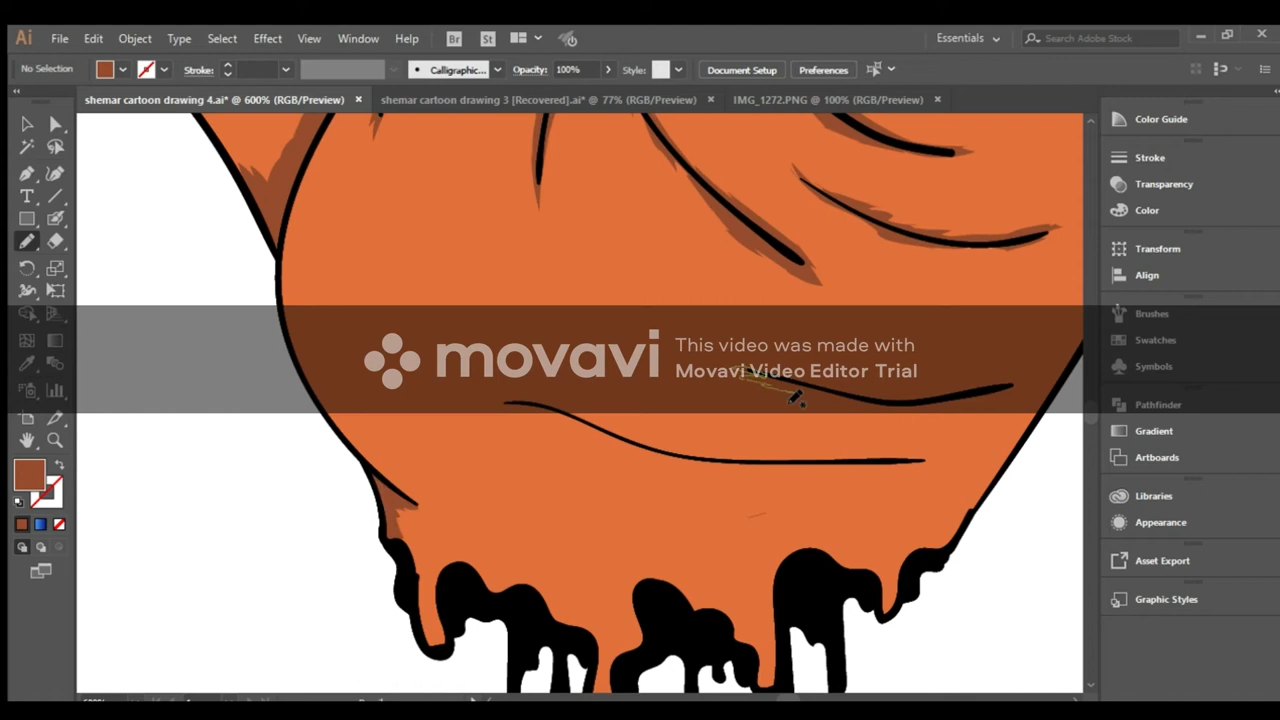 Ai File Edit Object Type Select Effect View Window Help Br St Essentials Search Adobe Stock
No Selection Stroke: Calligraphic... Opacity: 100% Style: Document Setup Preferences
shemar cartoon drawing 4.ai* @ 600% (RGB/Preview) × shemar cartoon drawing 3 [Recovered].ai* @ 77% (RGB/Preview) × IMG_1272.PNG @ 100% (RGB/Preview) ×
Color Guide
Stroke
Transparency
Color
Transform
Align
Brushes
Swatches
Symbols
Pathfinder
Gradient
Artboards
Libraries
Appearance
Asset Export
Graphic Styles
movavi
This video was made with
Movavi Video Editor Trial